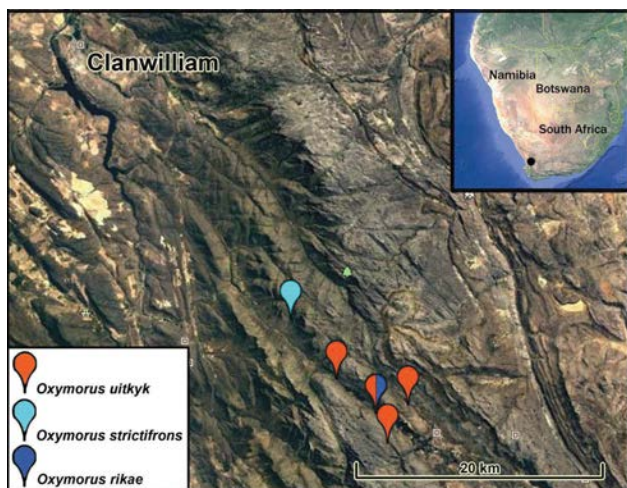 Clanwilliam
Namibia
Botswana
South Africa
Oxymorus uitkyk
Oxymorus strictifrons
Oxymorus rikae
20 km